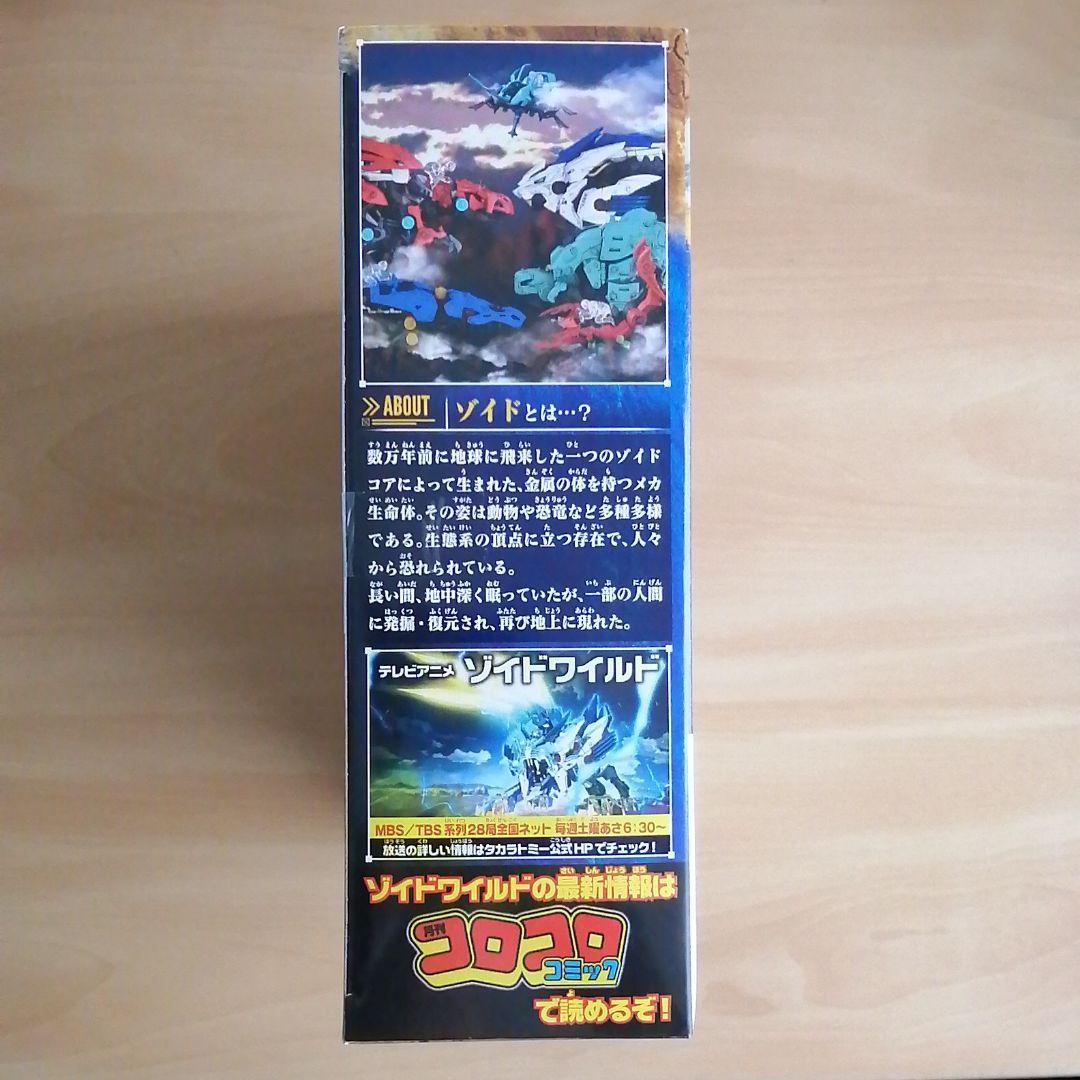 ABOUT ゾイドとは…?
数万年前に地球に飛来した一つのゾイド
コアによって生まれた、金属の体を持つメカ
生命体。その姿は動物や恐竜など多種多様
である。生態系の頂点に立つ存在で、人々
から恐れられている。
長い間、地中深く眠っていたが、一部の人間
に発掘・復元され、再び地上に現れた。
テレビアニメ ゾイドワイルド
MBS/TBS系列28局全国ネット 毎週土曜あさ6:30~
放送の詳しい情報はタカラトミー公式HPでチェック!
ゾイドワイルドの最新情報は
月刊 コロコロ
コミック
で読めるぞ!